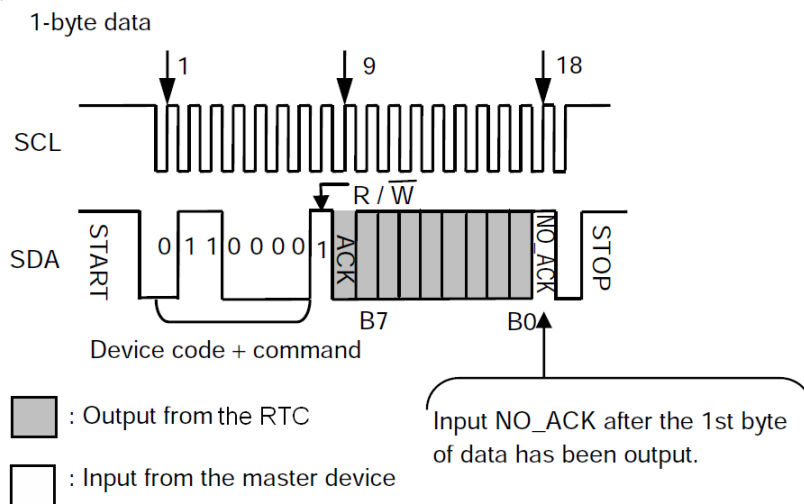 1-byte data
1 9 18
SCL
R / W
SDA START 0 1 1 0 0 0 0 1 ACK NO_ACK STOP
B7 B0
Device code + command
: Output from the RTC
Input NO_ACK after the 1st byte
of data has been output.
: Input from the master device